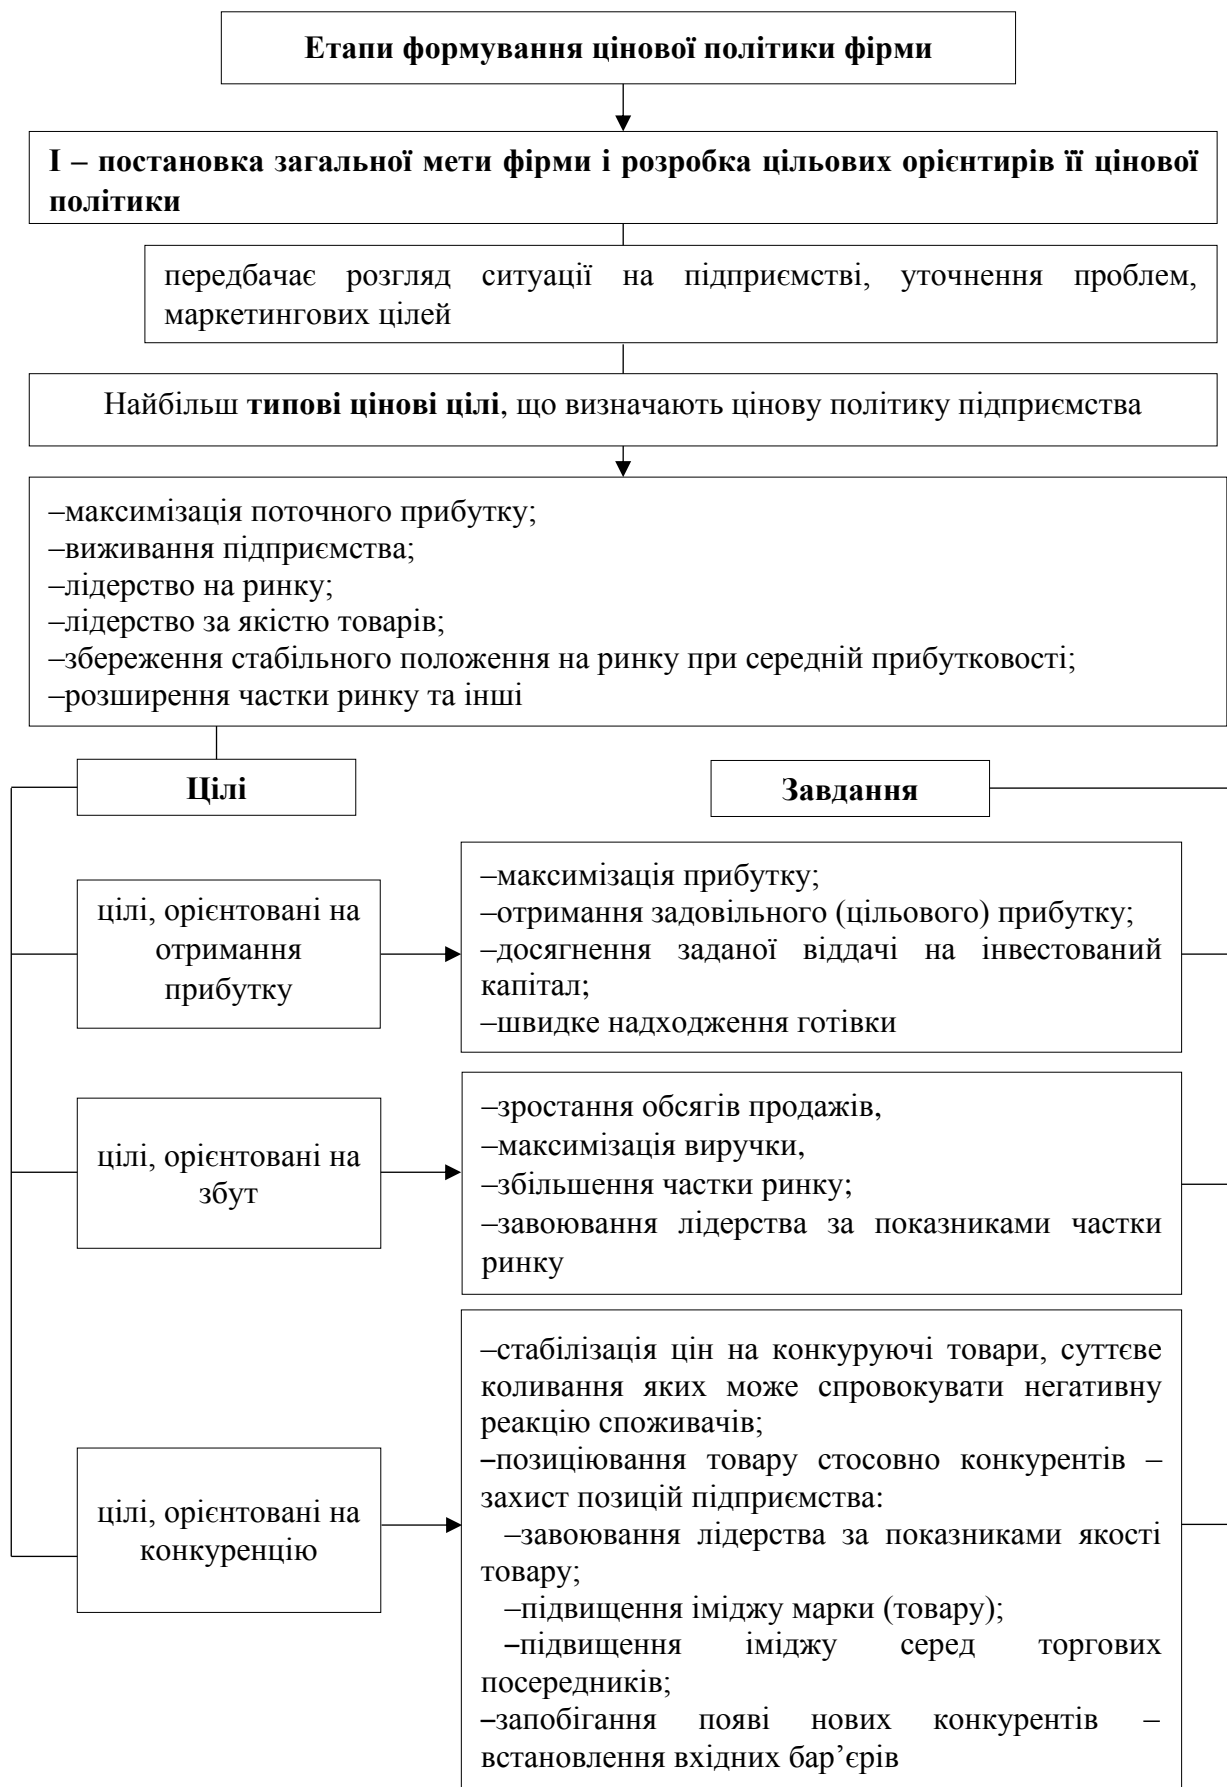 Етапи формування цінової політики фірми
І – постановка загальної мети фірми і розробка цільових орієнтирів її цінової
політики
передбачає розгляд ситуації на підприємстві, уточнення проблем,
маркетингових цілей
Найбільш типові цінові цілі, що визначають цінову політику підприємства
–максимізація поточного прибутку;
–виживання підприємства;
–лідерство на ринку;
–лідерство за якістю товарів;
–збереження стабільного положення на ринку при середній прибутковості;
–розширення частки ринку та інші
Цілі
Завдання
цілі, орієнтовані на
отримання
прибутку
–максимізація прибутку;
–отримання задовільного (цільового) прибутку;
–досягнення заданої віддачі на інвестований
капітал;
–швидке надходження готівки
цілі, орієнтовані на
збут
–зростання обсягів продажів,
–максимізація виручки,
–збільшення частки ринку;
–завоювання лідерства за показниками частки
ринку
цілі, орієнтовані на
конкуренцію
–стабілізація цін на конкуруючі товари, суттєве
коливання яких може спровокувати негативну
реакцію споживачів;
–позиціювання товару стосовно конкурентів –
захист позицій підприємства:
–завоювання лідерства за показниками якості
товару;
–підвищення іміджу марки (товару);
–підвищення іміджу серед торгових
посередників;
–запобігання появі нових конкурентів –
встановлення вхідних бар’єрів